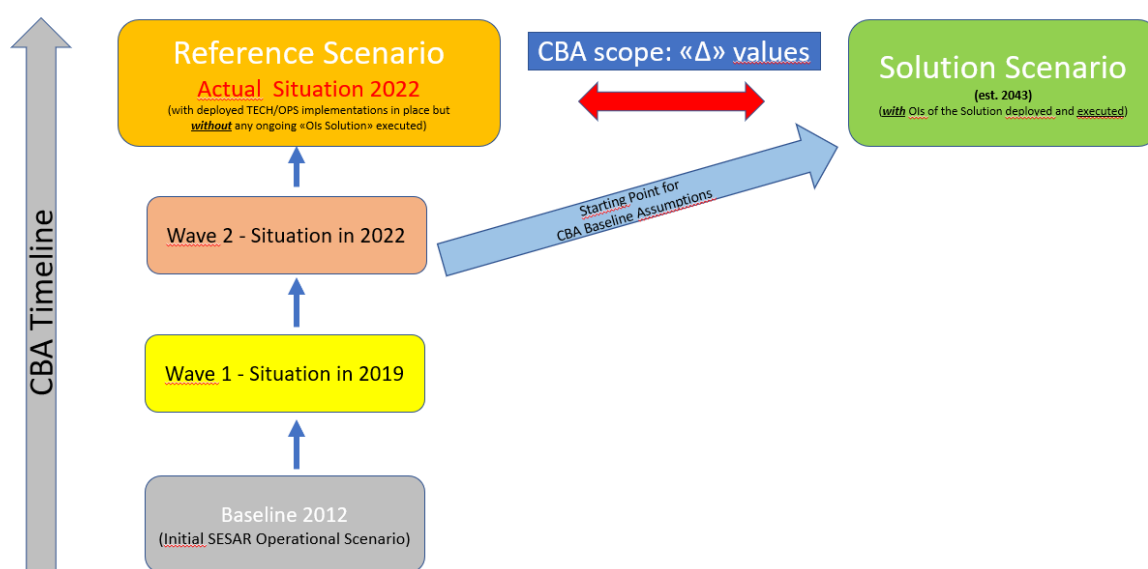 Reference Scenario
Actual Situation 2022
(with deployed TECH/OPS implementations in place but
without any ongoing «OIs Solution» executed)
CBA scope: «Δ» values
Solution Scenario
(est. 2043)
(with OIs of the Solution deployed and executed)
Starting Point for
CBA Baseline Assumptions
Wave 2 - Situation in 2022
Wave 1 - Situation in 2019
Baseline 2012
(Initial SESAR Operational Scenario)
CBA Timeline